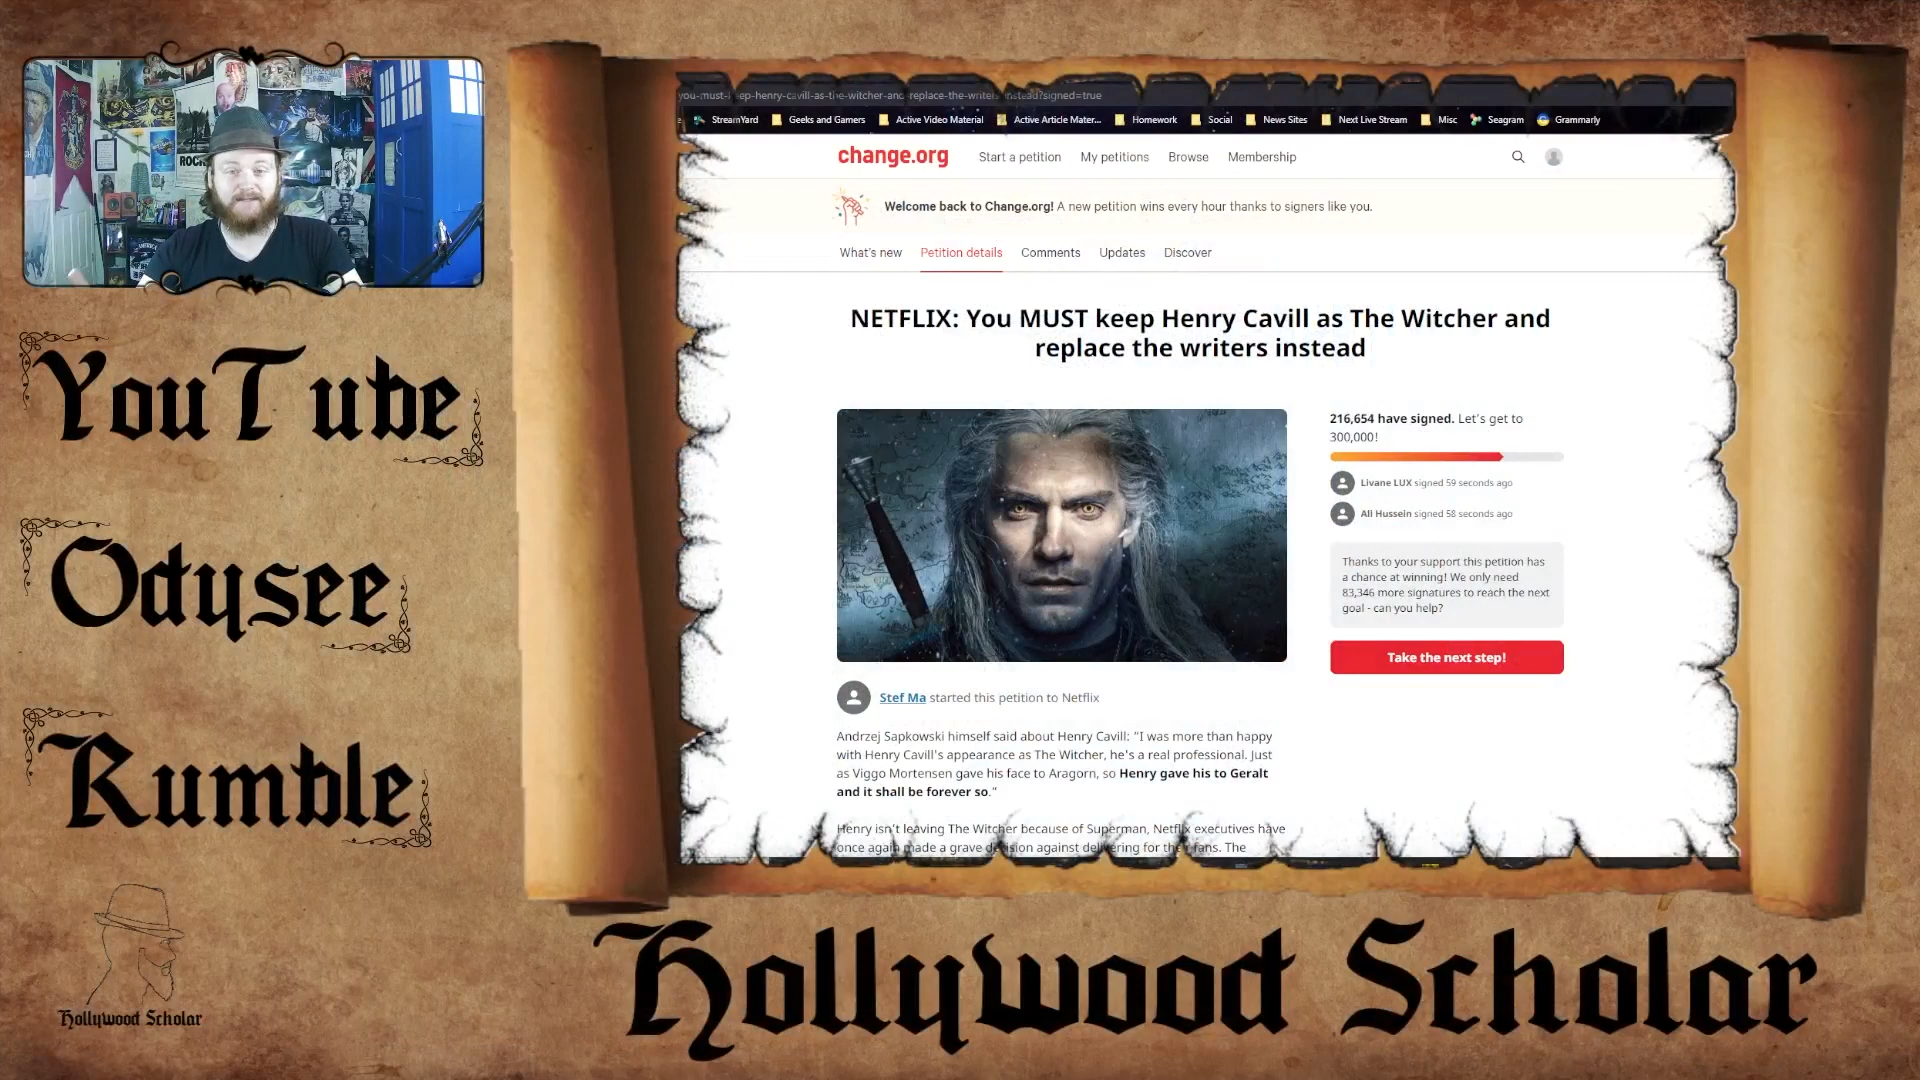 you-must-keep-henry-cavill-as-the-witcher-and-replace-the-writers-instead?signed=true
StreamYard Geeks and Gamers Active Video Material Active Article Mater... Homework Social News Sites Next Live Stream Misc Seagram Grammarly
change.org Start a petition My petitions Browse Membership
Welcome back to Change.org! A new petition wins every hour thanks to signers like you.
What's new Petition details Comments Updates Discover
NETFLIX: You MUST keep Henry Cavill as The Witcher and
replace the writers instead
216,654 have signed. Let's get to
300,000!
Livane LUX signed 59 seconds ago
Ali Hussein signed 58 seconds ago
Thanks to your support this petition has
a chance at winning! We only need
83,346 more signatures to reach the next
goal - can you help?
Take the next step!
Stef Ma started this petition to Netflix
Andrzej Sapkowski himself said about Henry Cavill: "I was more than happy
with Henry Cavill's appearance as The Witcher, he's a real professional. Just
as Viggo Mortensen gave his face to Aragorn, so Henry gave his to Geralt
and it shall be forever so."
Henry isn't leaving The Witcher because of Superman, Netflix executives have
once again made a grave decision against delivering for their fans. The
YouTube
Odysee
Rumble
Hollywood Scholar
Hollywood Scholar